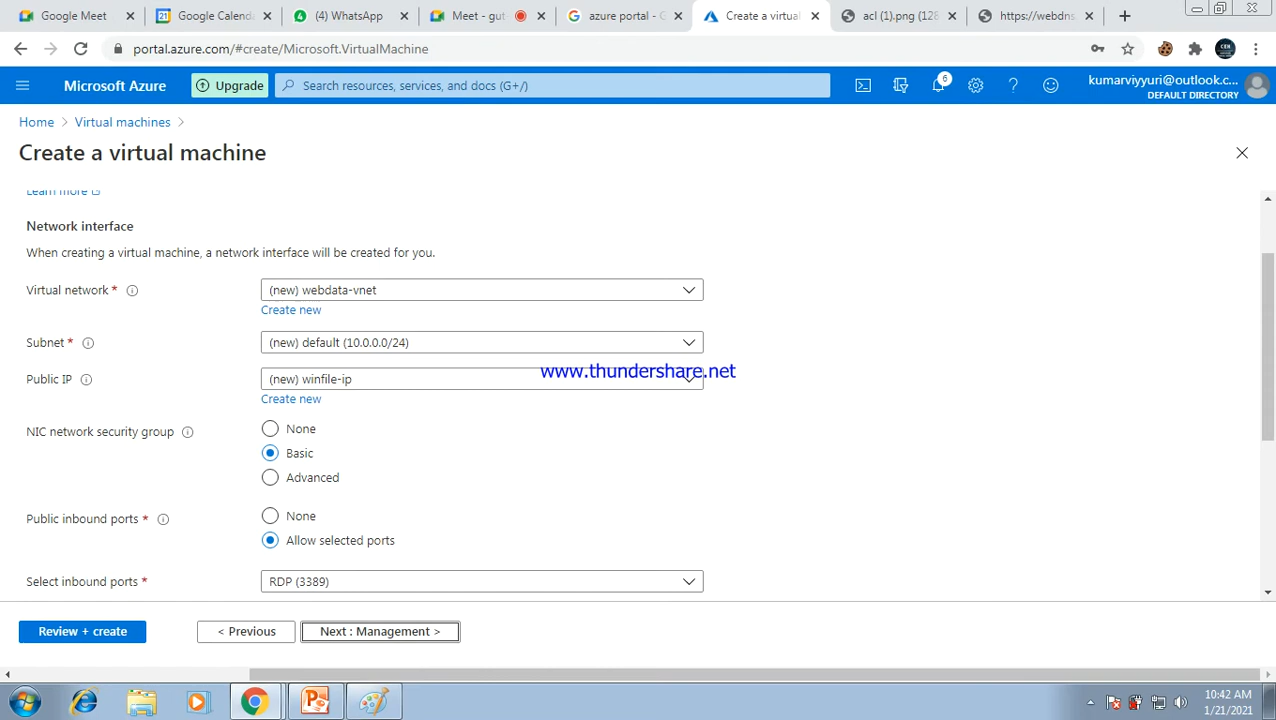 Google Meet
Google Calenda
(4) WhatsApp
Meet - gut
azure portal - G
Create a virtual
acl (1).png (128
https://webdns
portal.azure.com/#create/Microsoft.VirtualMachine
Microsoft Azure
Upgrade
Search resources, services, and docs (G+/)
6
kumarviyyuri@outlook.c...
DEFAULT DIRECTORY
Home > Virtual machines >
Create a virtual machine
Learn more
Network interface
When creating a virtual machine, a network interface will be created for you.
Virtual network *
(new) webdata-vnet
Create new
Subnet *
(new) default (10.0.0.0/24)
www.thundershare.net
Public IP
(new) winfile-ip
Create new
NIC network security group
None
Basic
Advanced
Public inbound ports *
None
Allow selected ports
Select inbound ports *
RDP (3389)
Review + create
< Previous
Next : Management >
10:42 AM
1/21/2021